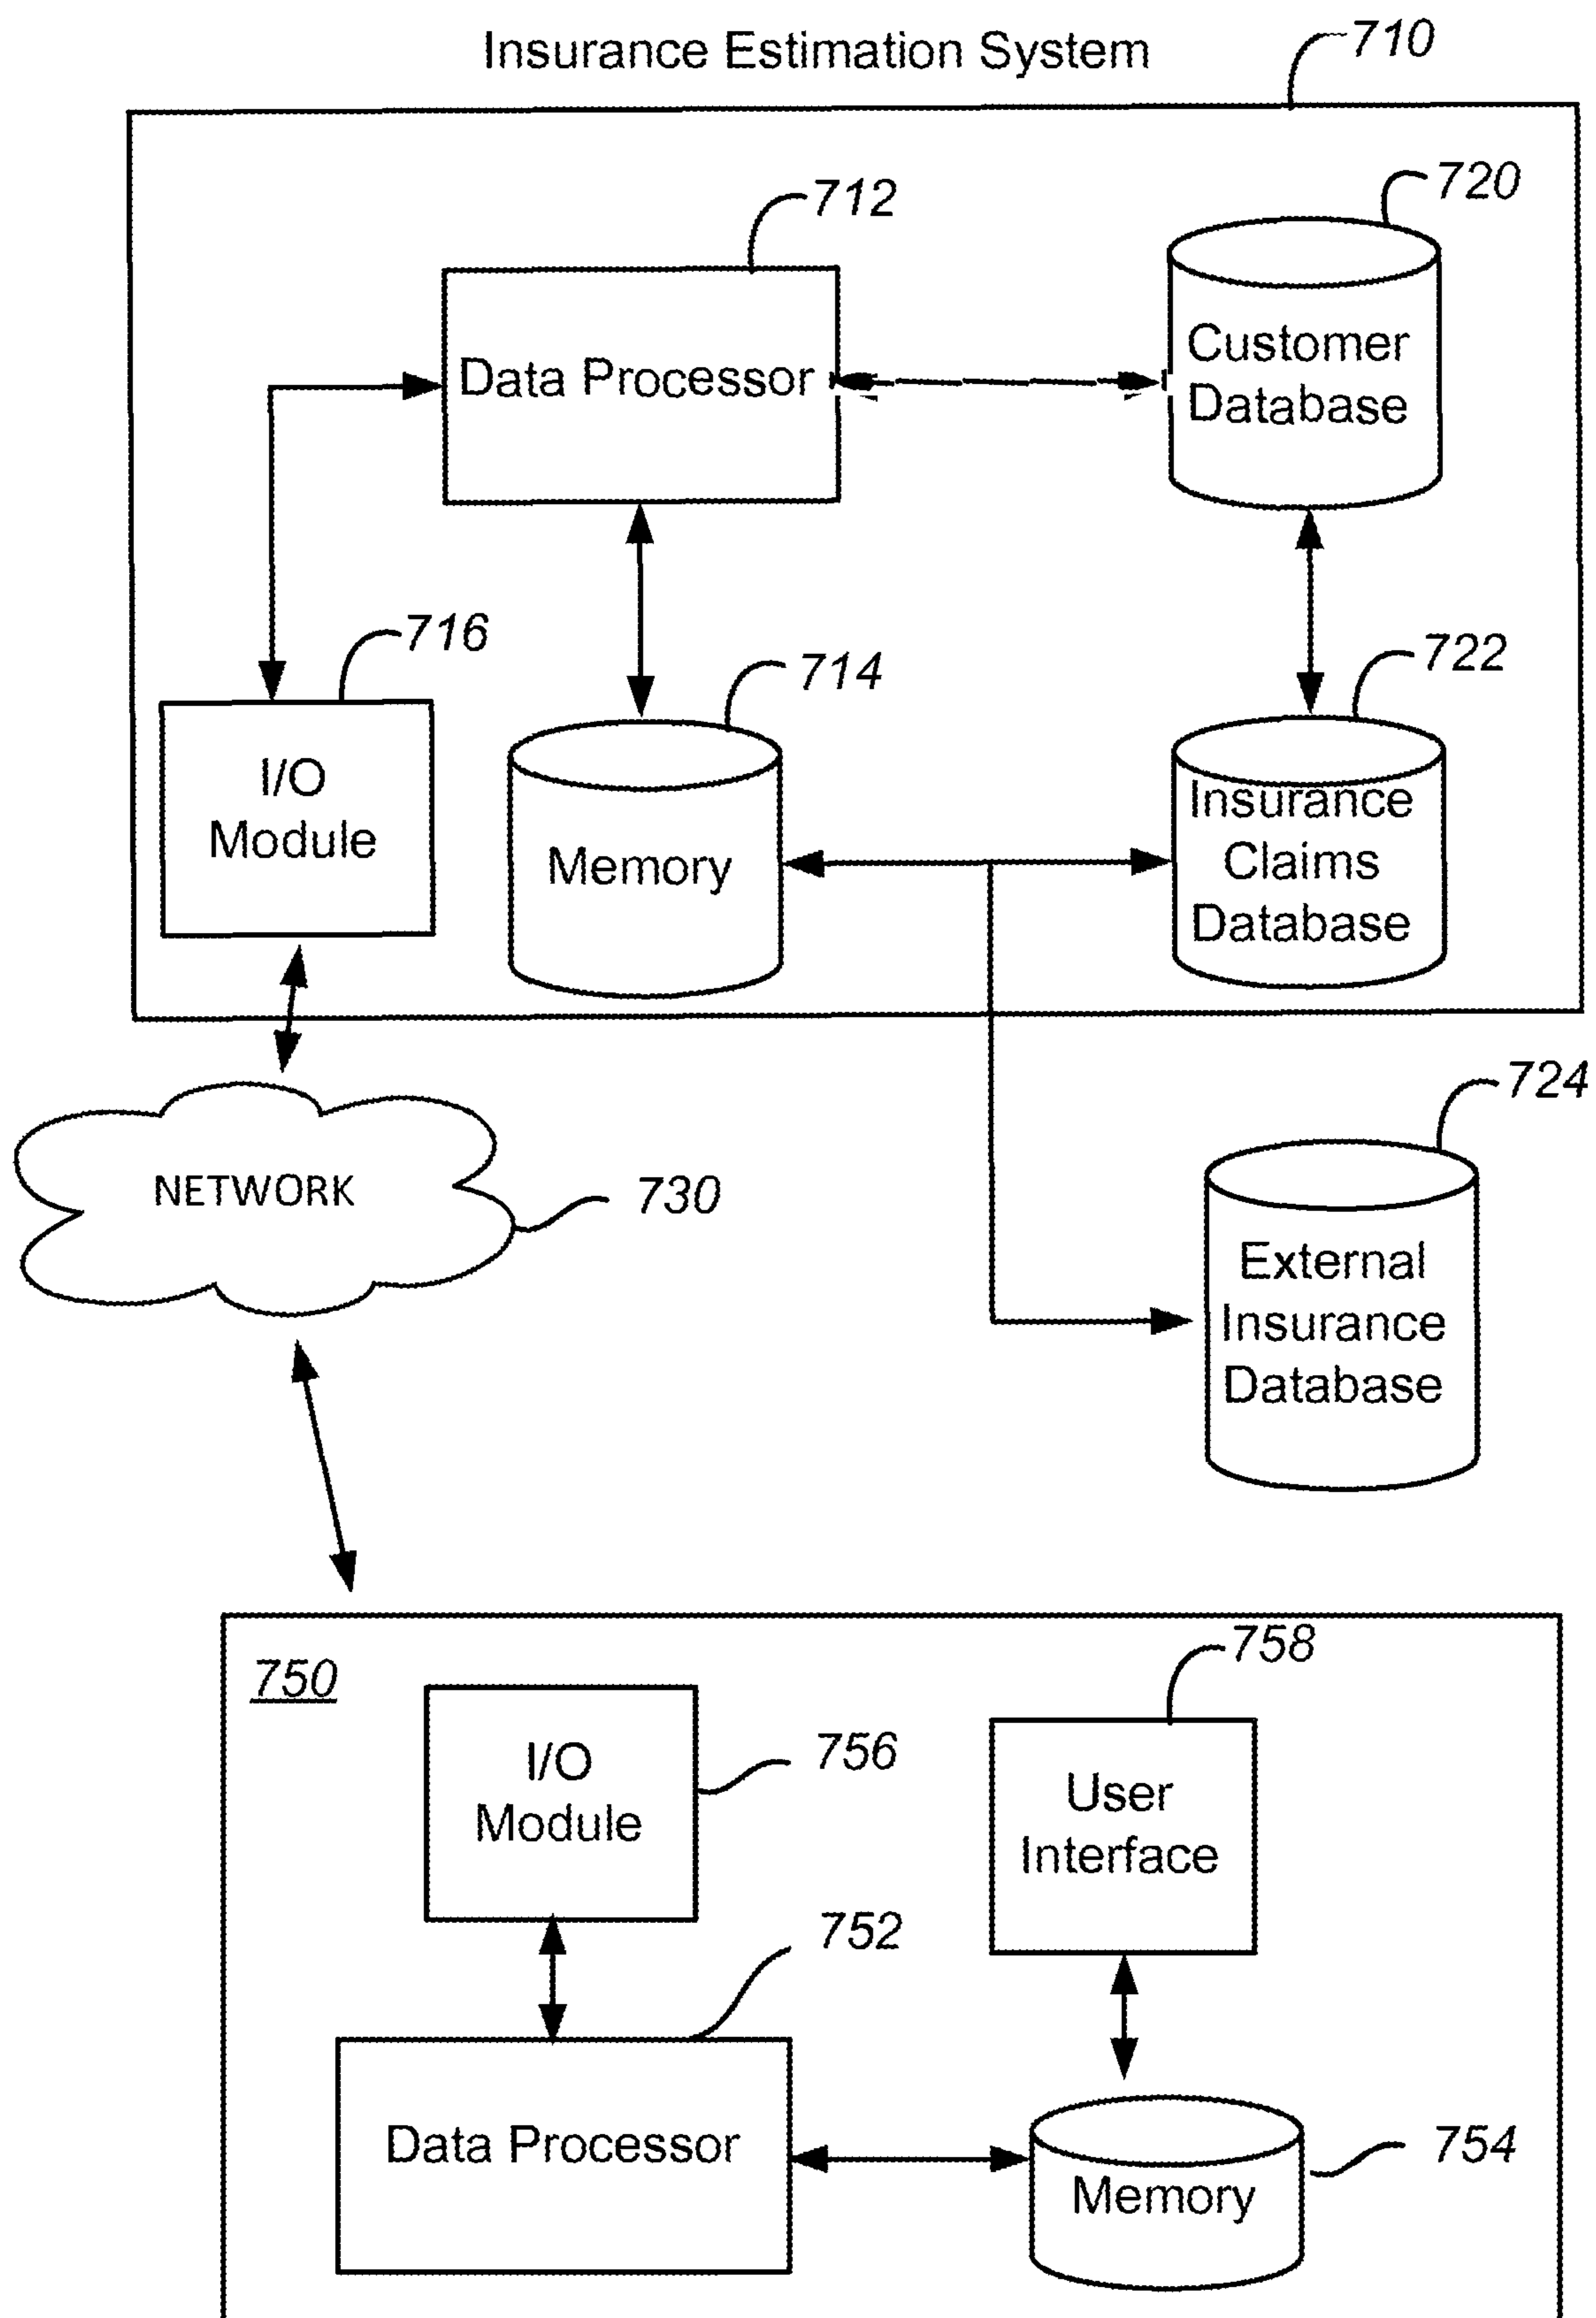 Insurance Estimation System
710
712
720
Data Processor
Customer
Database
716
714
722
I/O
Module
Memory
Insurance
Claims
Database
724
NETWORK
730
External
Insurance
Database
750
758
I/O
Module
756
User
Interface
752
Data Processor
Memory
754